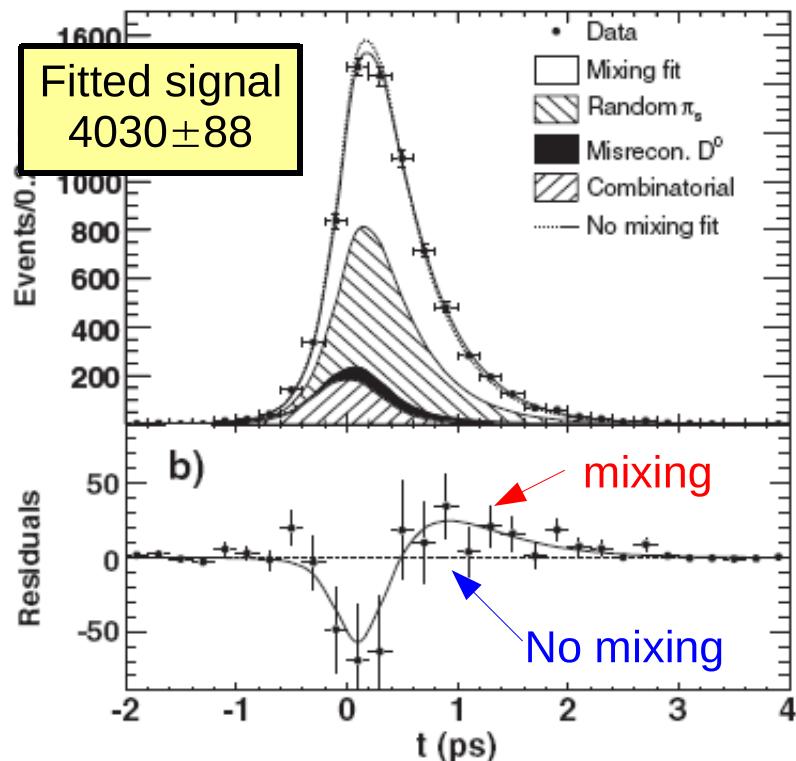 1600
Fitted signal
4030±88
1000
800
600
400
200
Events/0.
Data
Mixing fit
Random πs
Misrecon. D⁰
Combinatorial
No mixing fit
b)
mixing
No mixing
50
0
-50
Residuals
-2 -1 0 1 2 3 4
t (ps)